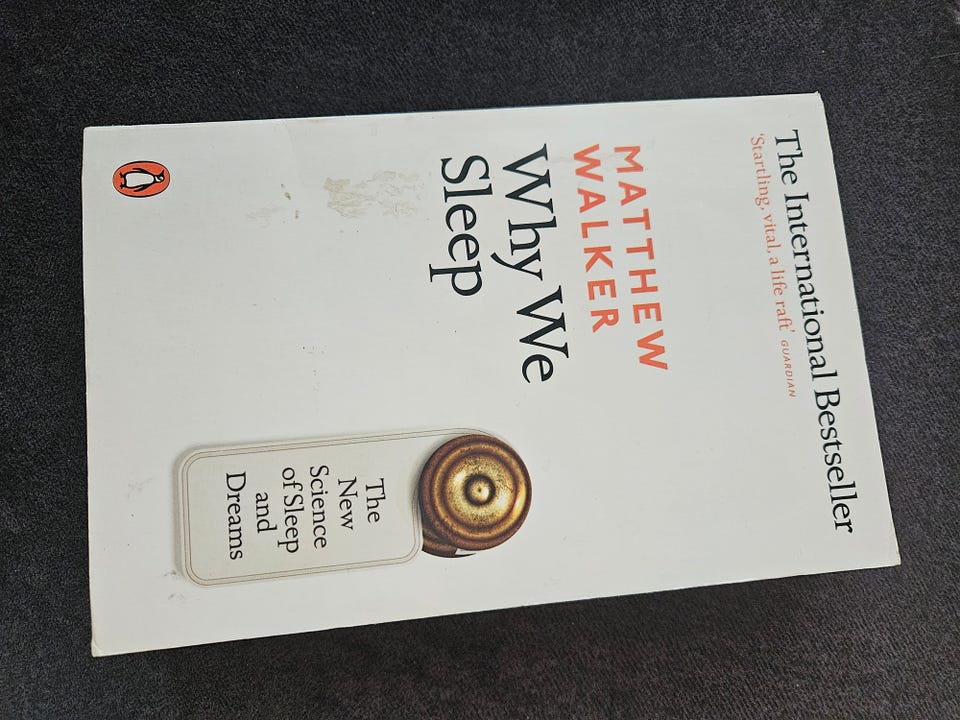 The International Bestseller
'Startling, vital, a life raft' GUARDIAN
MATTHEW
WALKER
Why We
Sleep
The
New
Science
of Sleep
and
Dreams